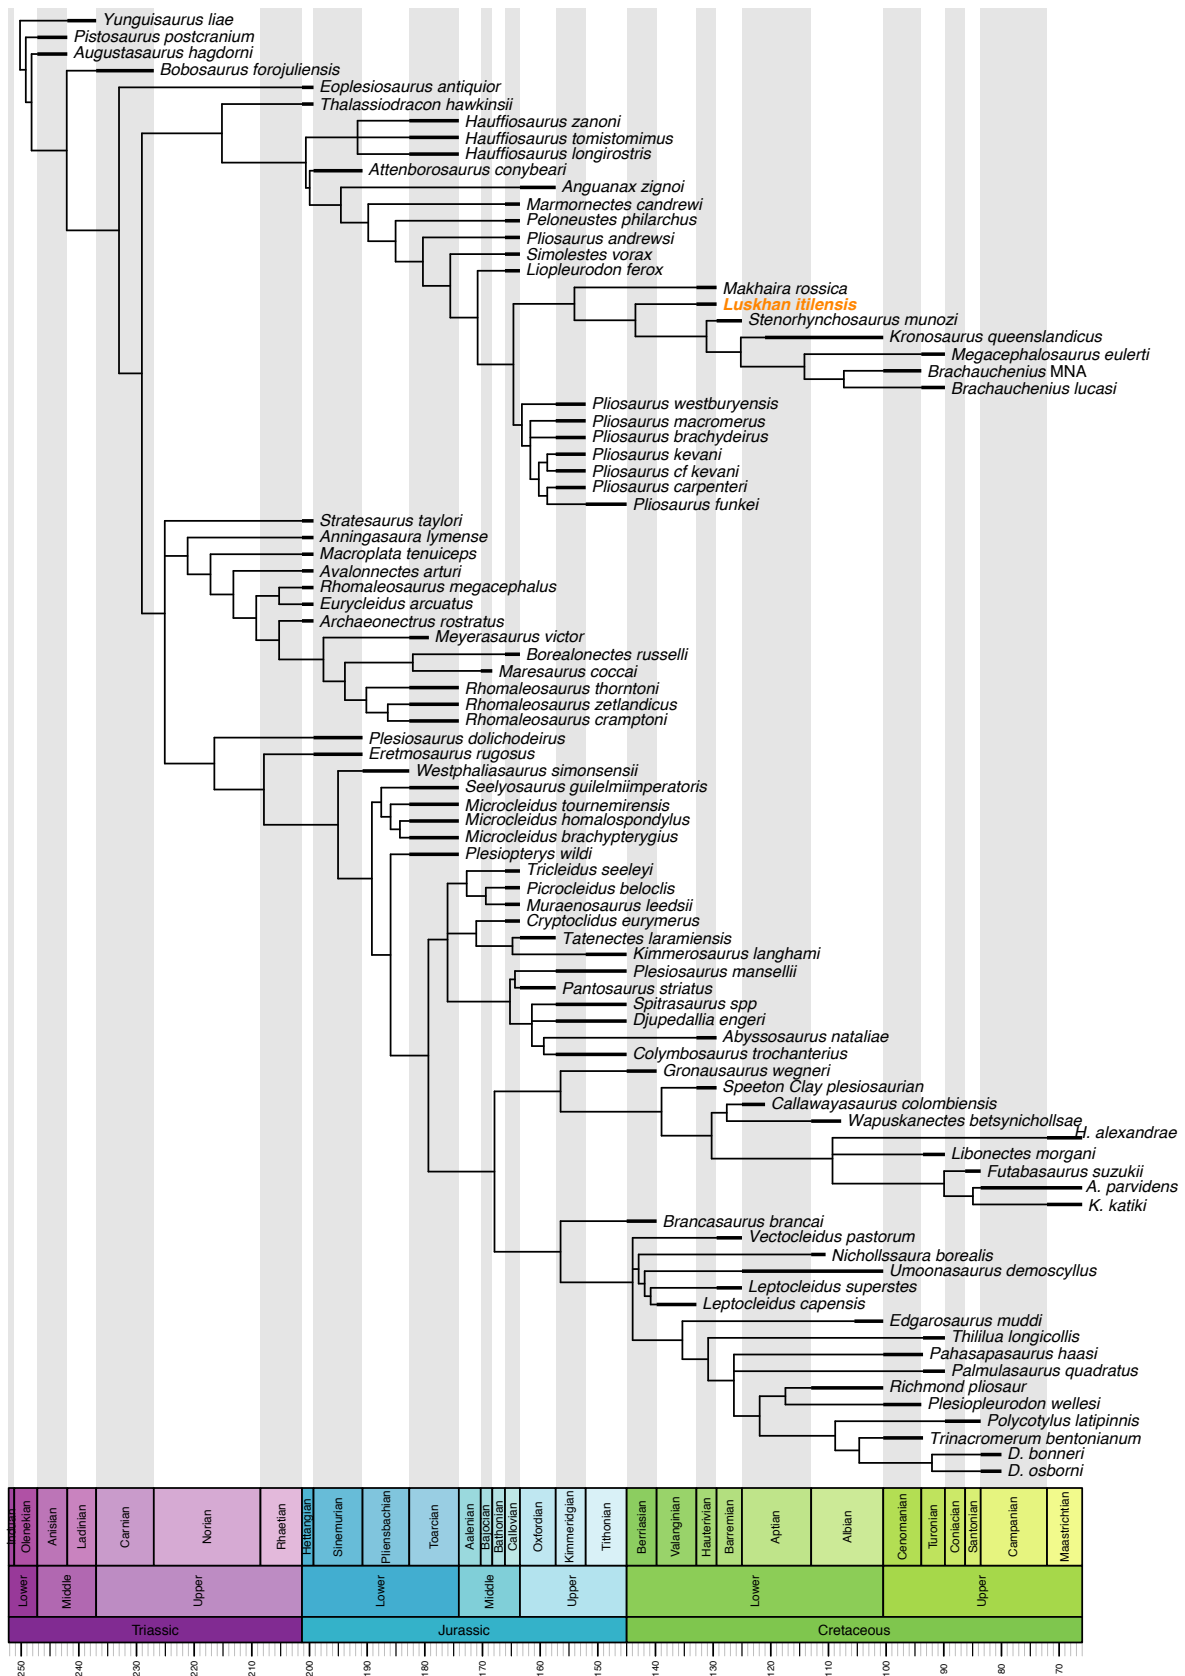 Yunguisaurus liae
Pistosaurus postcranium
Augustasaurus hagdorni
Bobosaurus forojuliensis
Eoplesiosaurus antiquior
Thalassiodracon hawkinsii
Hauffiosaurus zanoni
Hauffiosaurus tomistomimus
Hauffiosaurus longirostris
Attenborosaurus conybeari
Anguanax zignoi
Marmornectes candrewi
Peloneustes philarchus
Pliosaurus andrewsi
Simolestes vorax
Liopleurodon ferox
Makhaira rossica
Luskhan itilensis
Stenorhynchosaurus munozi
Kronosaurus queenslandicus
Megacephalosaurus eulerti
Brachauchenius MNA
Brachauchenius lucasi
Pliosaurus westburyensis
Pliosaurus macromerus
Pliosaurus brachydeirus
Pliosaurus kevani
Pliosaurus cf kevani
Pliosaurus carpenteri
Pliosaurus funkei
Stratesaurus taylori
Anningasaura lymense
Macroplata tenuiceps
Avalonnectes arturi
Rhomaleosaurus megacephalus
Eurycleidus arcuatus
Archaeonectrus rostratus
Meyerasaurus victor
Borealonectes russelli
Maresaurus coccai
Rhomaleosaurus thorntoni
Rhomaleosaurus zetlandicus
Rhomaleosaurus cramptoni
Plesiosaurus dolichodeirus
Eretmosaurus rugosus
Westphaliasaurus simonsensii
Seelyosaurus guilelmiimperatoris
Microcleidus tournemirensis
Microcleidus homalospondylus
Microcleidus brachypterygius
Plesiopterys wildi
Tricleidus seeleyi
Picrocleidus beloclis
Muraenosaurus leedsii
Cryptoclidus eurymerus
Tatenectes laramiensis
Kimmerosaurus langhami
Plesiosaurus mansellii
Pantosaurus striatus
Spitrasaurus spp
Djupedallia engeri
Abyssosaurus nataliae
Colymbosaurus trochanterius
Gronausaurus wegneri
Speeton Clay plesiosaurian
Callawayasaurus colombiensis
Wapuskanectes betsynichollsae
H. alexandrae
Libonectes morgani
Futabasaurus suzukii
A. parvidens
K. katiki
Brancasaurus brancai
Vectocleidus pastorum
Nichollssaura borealis
Umoonasaurus demoscyllus
Leptocleidus superstes
Leptocleidus capensis
Edgarosaurus muddi
Thililua longicollis
Pahasapasaurus haasi
Palmulasaurus quadratus
Richmond pliosaur
Plesiopleurodon wellesi
Polycotylus latipinnis
Trinacromerum bentonianum
D. bonneri
D. osborni
Induan Olenekian Anisian Ladinian Carnian Norian Rhaetian Hettangian Sinemurian Pliensbachian Toarcian Aalenian Bajocian Bathonian Callovian Oxfordian Kimmeridgian Tithonian Berriasian Valanginian Hauterivian Barremian Aptian Albian Cenomanian Turonian Coniacian Santonian Campanian Maastrichtian
Lower Middle Upper Lower Middle Upper Lower Upper
Triassic Jurassic Cretaceous
250 240 230 220 210 200 190 180 170 160 150 140 130 120 110 100 90 80 70